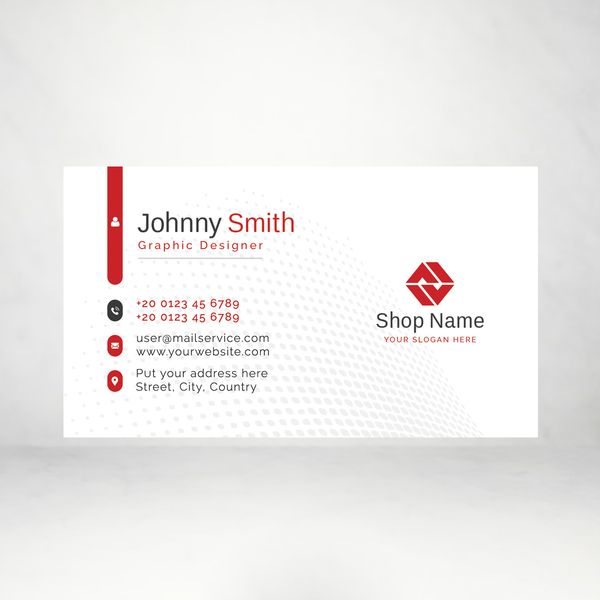 Johnny Smith
Graphic Designer
+20 0123 45 6789
+20 0123 45 6789
user@mailservice.com
www.yourwebsite.com
Put your address here
Street, City, Country
Shop Name
YOUR SLOGAN HERE